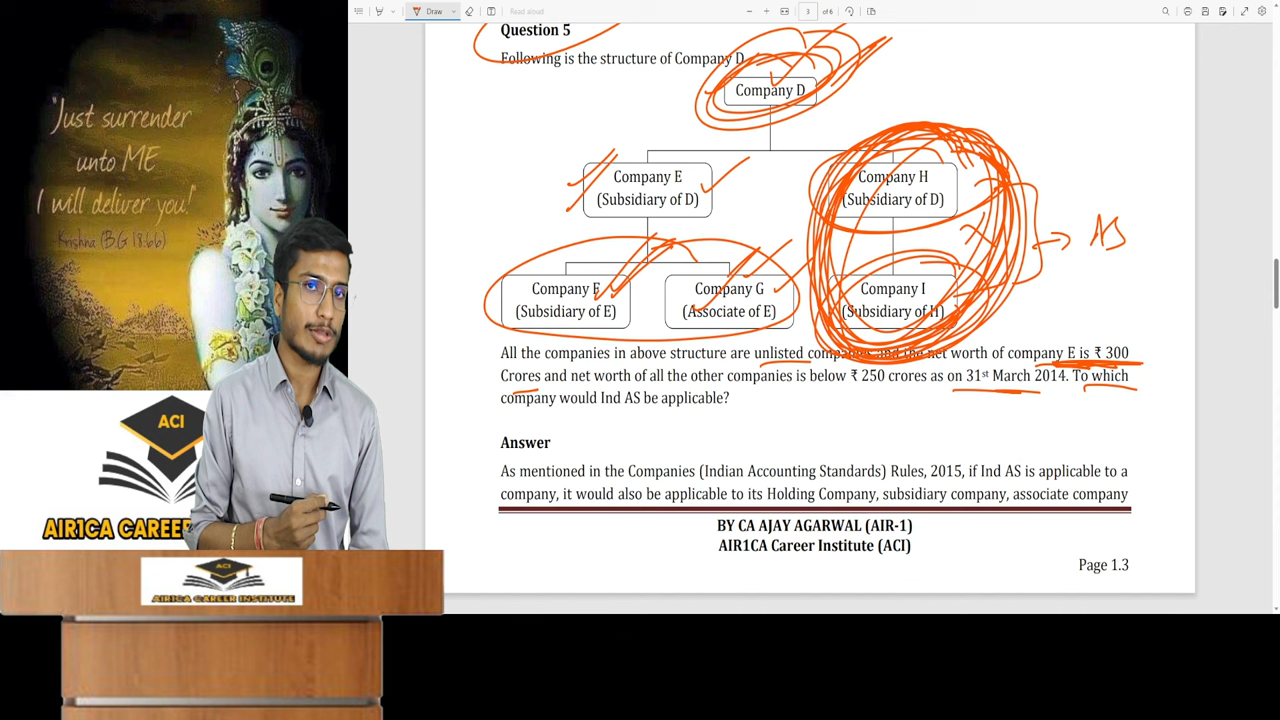 Draw
Read aloud
3
of 6
"Just surrender
unto ME
I will deliver you!"
Krishna (BG 18:66)
ACI
AIR1CA CAREER
AIR1CA CAREER INSTITUTE
Question 5
Following is the structure of Company D
Company D
Company E
(Subsidiary of D)
Company H
(Subsidiary of D)
AS
Company F
(Subsidiary of E)
Company G
(Associate of E)
Company I
(Subsidiary of H)
All the companies in above structure are unlisted companies and the net worth of company E is ₹ 300
Crores and net worth of all the other companies is below ₹ 250 crores as on 31st March 2014. To which
company would Ind AS be applicable?
Answer
As mentioned in the Companies (Indian Accounting Standards) Rules, 2015, if Ind AS is applicable to a
company, it would also be applicable to its Holding Company, subsidiary company, associate company
BY CA AJAY AGARWAL (AIR-1)
AIR1CA Career Institute (ACI)
Page 1.3